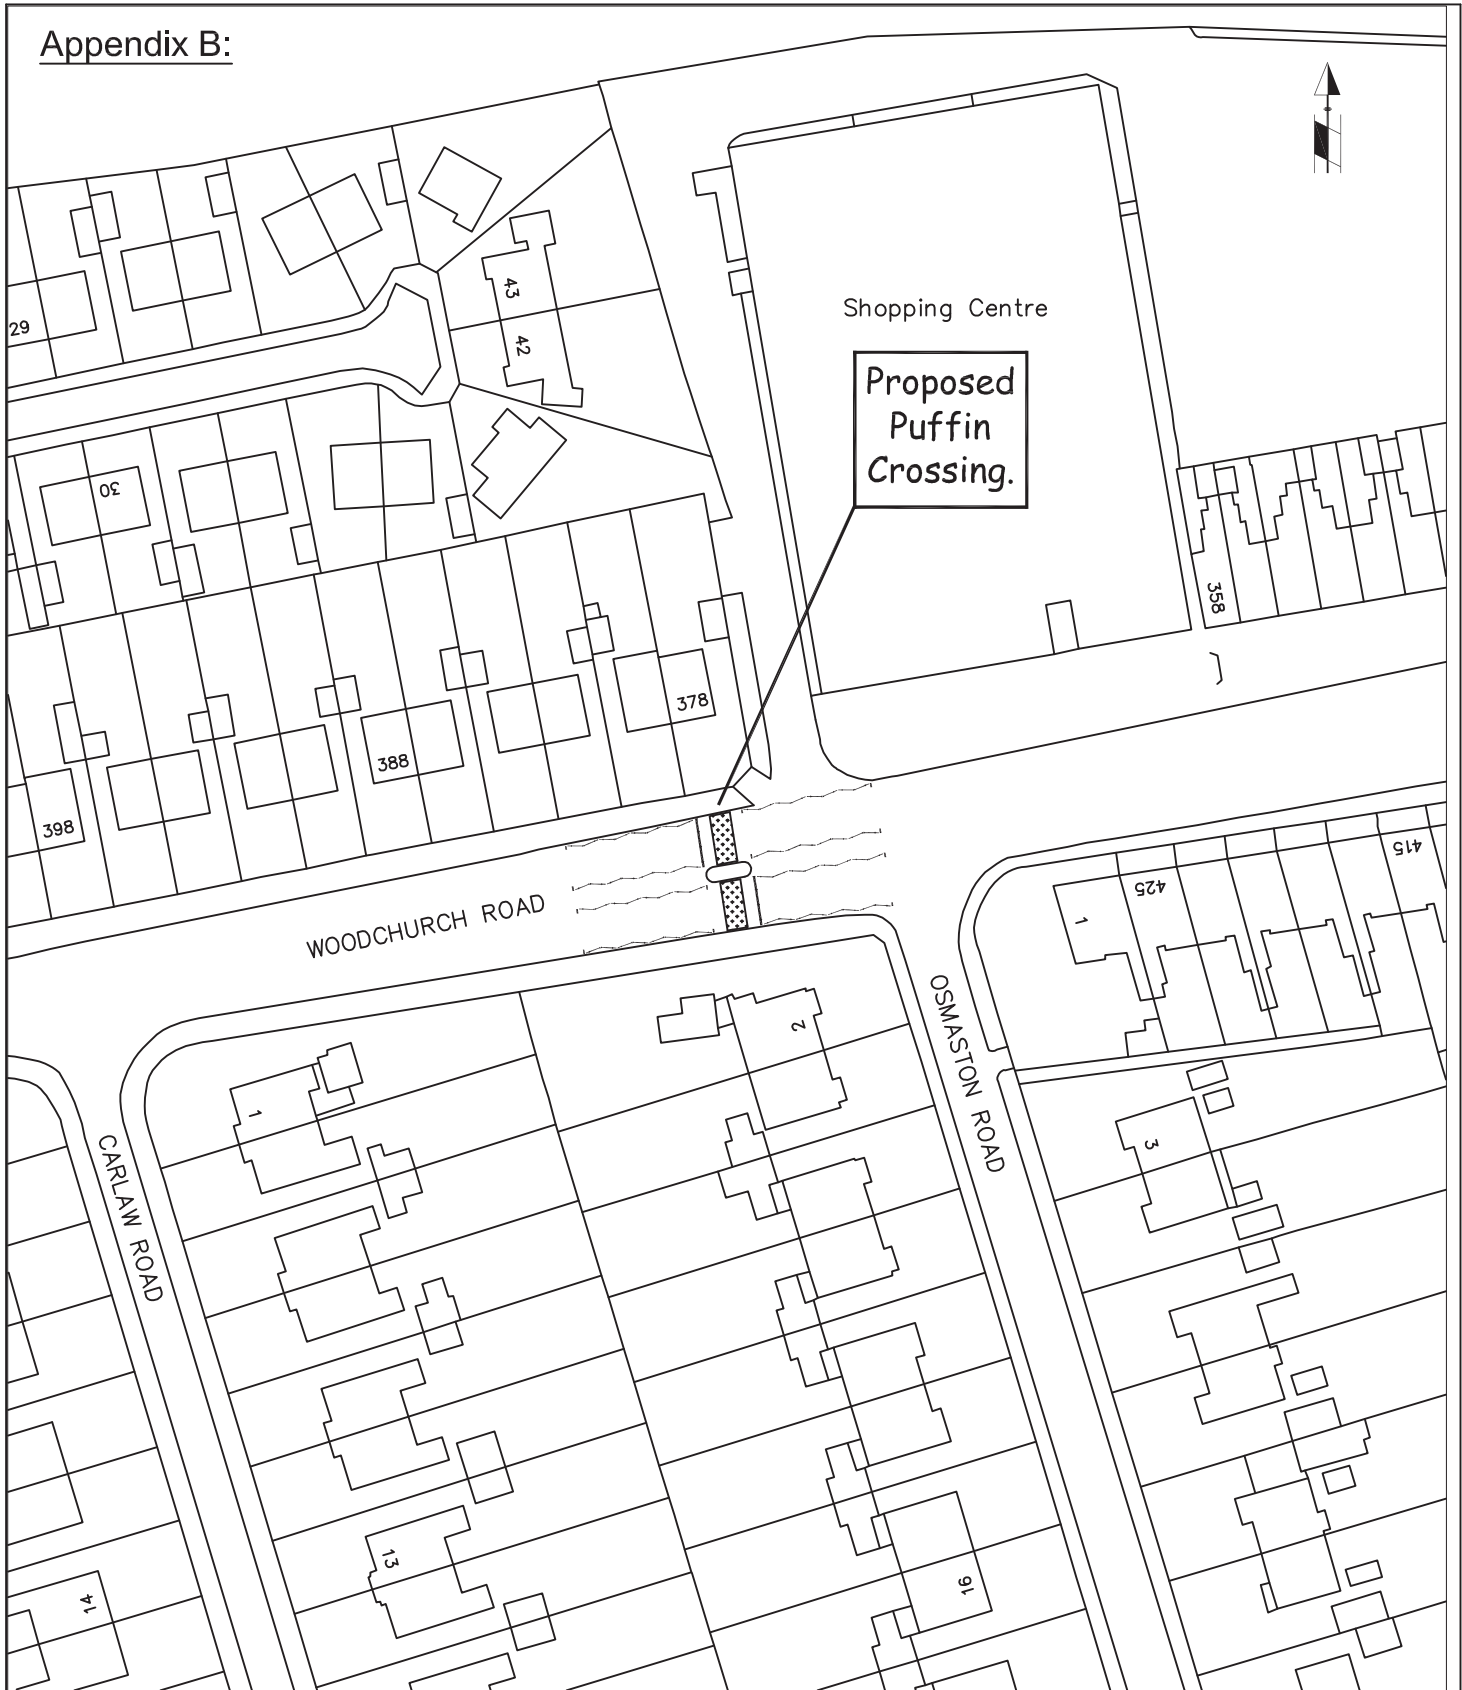 Appendix B:
29
43
42
Shopping Centre
Proposed
Puffin
Crossing.
30
358
378
388
398
415
425
1
WOODCHURCH ROAD
OSMASTON ROAD
2
1
3
CARLAW ROAD
13
16
14